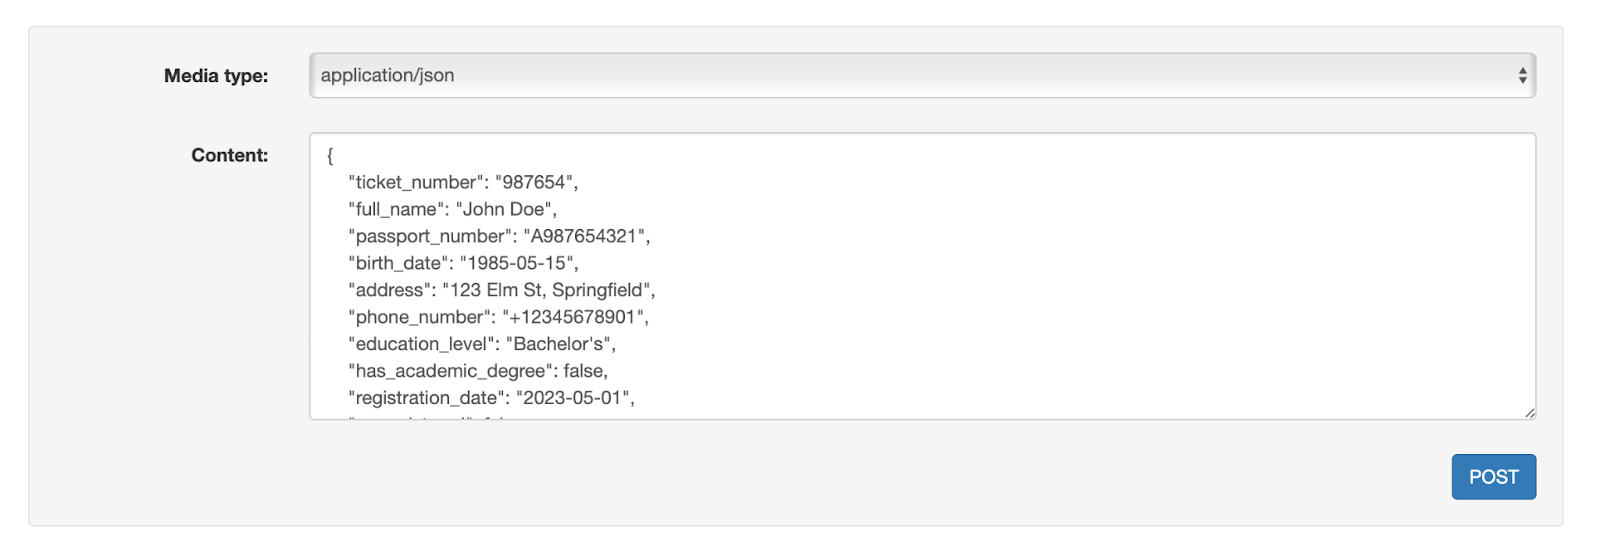 Media type:
application/json
Content:
{
"ticket_number": "987654",
"full_name": "John Doe",
"passport_number": "A987654321",
"birth_date": "1985-05-15",
"address": "123 Elm St, Springfield",
"phone_number": "+12345678901",
"education_level": "Bachelor's",
"has_academic_degree": false,
"registration_date": "2023-05-01",
POST